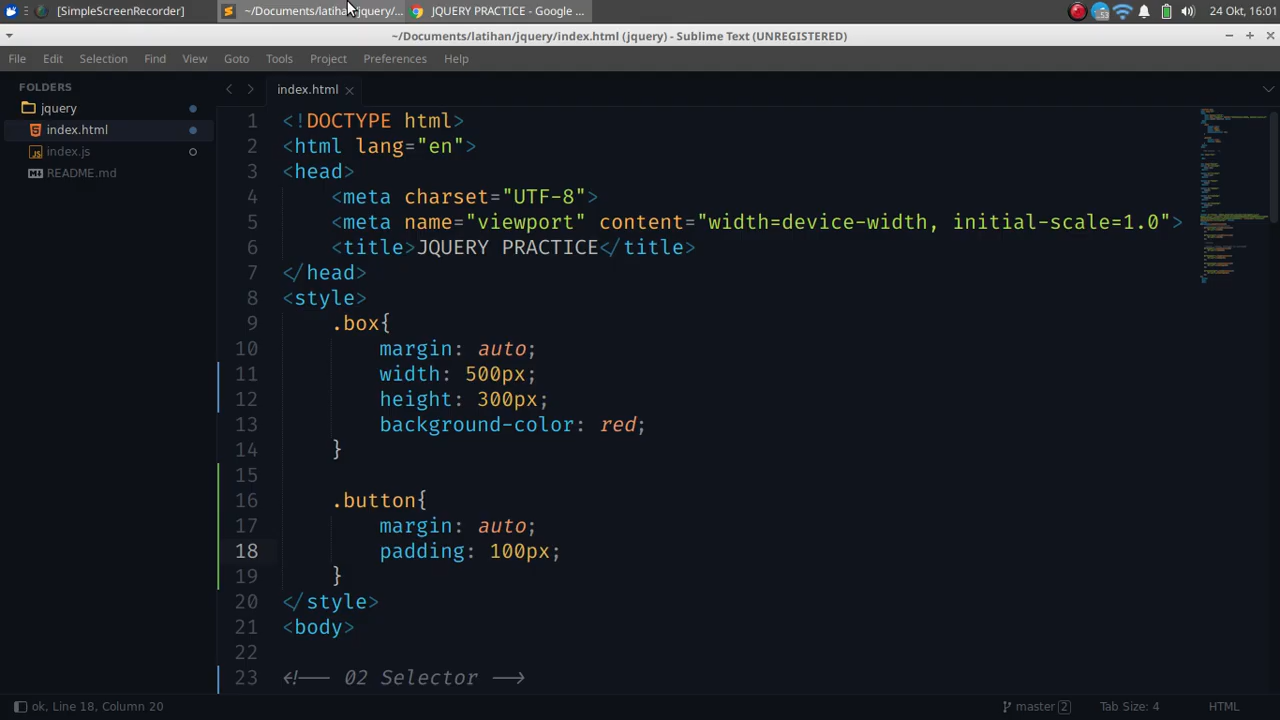 [SimpleScreenRecorder]
~/Documents/latihan/jquery/...
JQUERY PRACTICE - Google ...
24 Okt, 16:01
~/Documents/latihan/jquery/index.html (jquery) - Sublime Text (UNREGISTERED)
File Edit Selection Find View Goto Tools Project Preferences Help
FOLDERS
jquery
index.html
index.js
README.md
index.html
1 <!DOCTYPE html>
2 <html lang="en">
3 <head>
4 <meta charset="UTF-8">
5 <meta name="viewport" content="width=device-width, initial-scale=1.0">
6 <title>JQUERY PRACTICE</title>
7 </head>
8 <style>
9 .box{
10 margin: auto;
11 width: 500px;
12 height: 300px;
13 background-color: red;
14 }
15
16 .button{
17 margin: auto;
18 padding: 100px;
19 }
20 </style>
21 <body>
22
23 <!-- 02 Selector -->
ok, Line 18, Column 20
master 2
Tab Size: 4
HTML